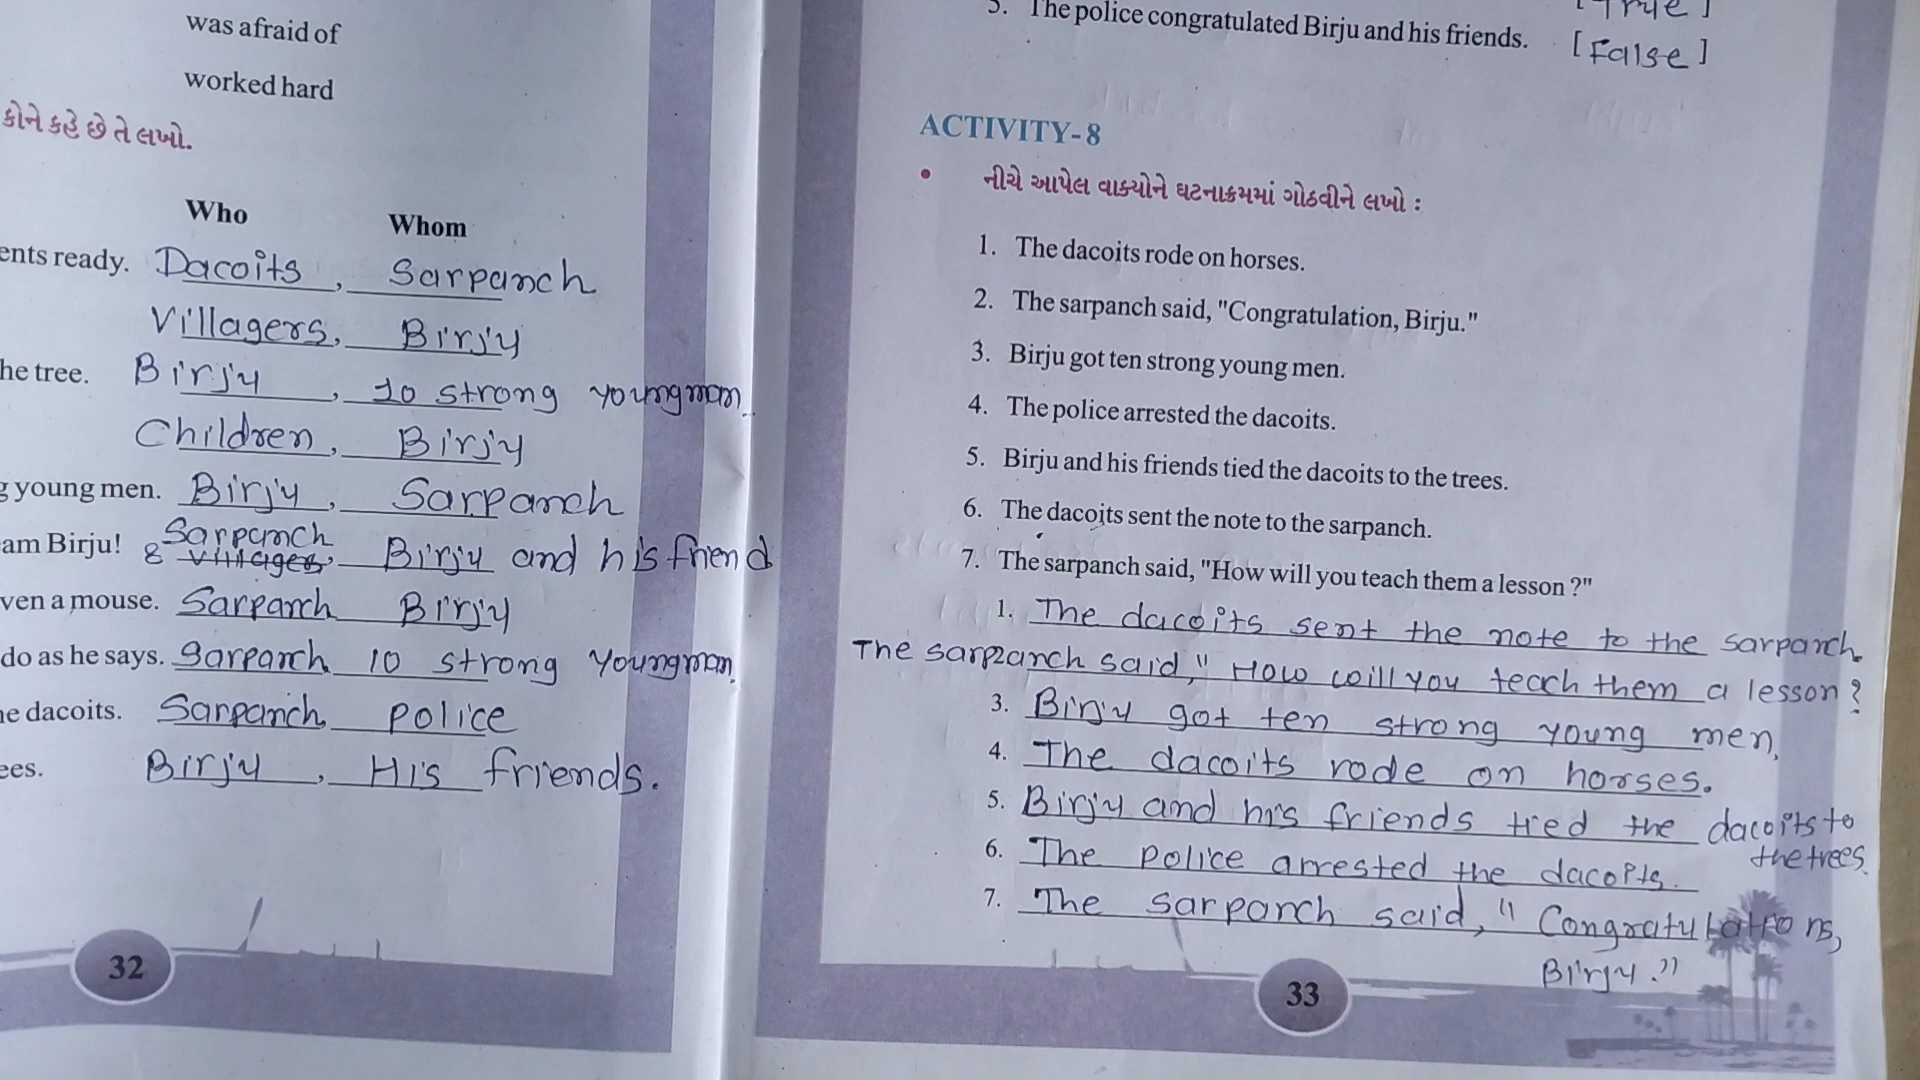 was afraid of
worked hard
કોને કહે છે તે લખો.
Who Whom
ents ready. Dacoits, Sarpanch
Villagers, Birju
he tree. Birju, 10 strong youngman.
Children, Birju
g young men. Birju, Sarpanch
am Birju! Sarpanch
8 Villagers, Birju and his friend
ven a mouse. Sarpanch Birju
do as he says. Sarpanch 10 strong youngman.
ne dacoits. Sarpanch police
ees. Birju, His friends.
32
[True]
5. The police congratulated Birju and his friends. [False]
ACTIVITY-8
• નીચે આપેલ વાક્યોને ઘટનાક્રમમાં ગોઠવીને લખો :
1. The dacoits rode on horses.
2. The sarpanch said, "Congratulation, Birju."
3. Birju got ten strong young men.
4. The police arrested the dacoits.
5. Birju and his friends tied the dacoits to the trees.
6. The dacoits sent the note to the sarpanch.
7. The sarpanch said, "How will you teach them a lesson ?"
1. The dacoits sent the note to the sarpanch.
The sarpanch said, " How will you teach them a lesson?
3. Birju got ten strong young men.
4. The dacoits rode on horses.
5. Birju and his friends tied the dacoits to
the trees.
6. The police arrested the dacoits.
7. The sarpanch said, " Congratulations,
Birju."
33